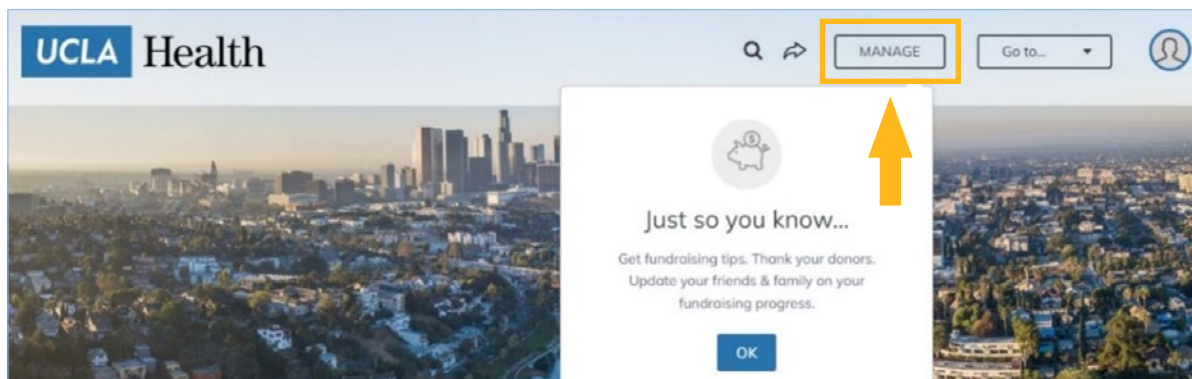 UCLA Health
MANAGE
Go to...
Just so you know...
Get fundraising tips. Thank your donors.
Update your friends & family on your
fundraising progress.
OK